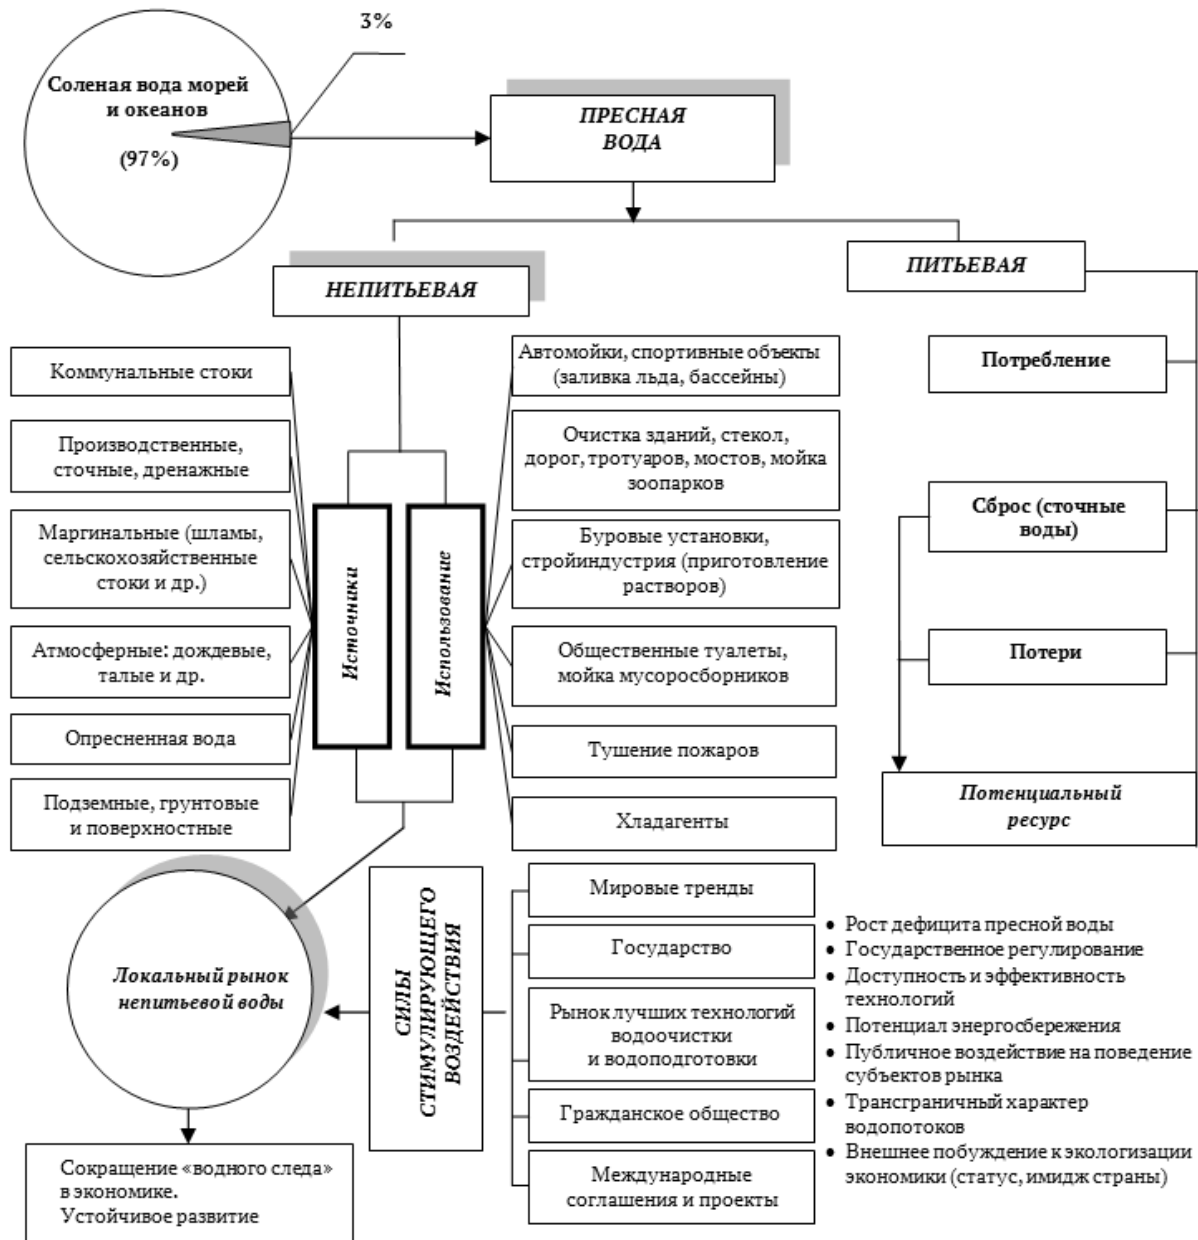 3%
Соленая вода морей
и океанов
(97%)
ПРЕСНАЯ
ВОДА
НЕПИТЬЕВАЯ
ПИТЬЕВАЯ
Коммунальные стоки
Производственные,
сточные, дренажные
Маргинальные (шламы,
сельскохозяйственные
стоки и др.)
Атмосферные: дождевые,
талые и др.
Опресненная вода
Подземные, грунтовые
и поверхностные
Источники
Использование
Автомойки, спортивные объекты
(заливка льда, бассейны)
Очистка зданий, стекол,
дорог, тротуаров, мостов, мойка
зоопарков
Буровые установки,
стройиндустрия (приготовление
растворов)
Общественные туалеты,
мойка мусоросборников
Тушение пожаров
Хладагенты
Потребление
Сброс (сточные
воды)
Потери
Потенциальный
ресурс
Локальный рынок
непитьевой воды
Сокращение «водного следа»
в экономике.
Устойчивое развитие
СИЛЫ
СТИМУЛИРУЮЩЕГО
ВОЗДЕЙСТВИЯ
Мировые тренды
Государство
Рынок лучших технологий
водоочистки
и водоподготовки
Гражданское общество
Международные
соглашения и проекты
• Рост дефицита пресной воды
• Государственное регулирование
• Доступность и эффективность
технологий
• Потенциал энергосбережения
• Публичное воздействие на поведение
субъектов рынка
• Трансграничный характер
водопотоков
• Внешнее побуждение к экологизации
экономики (статус, имидж страны)